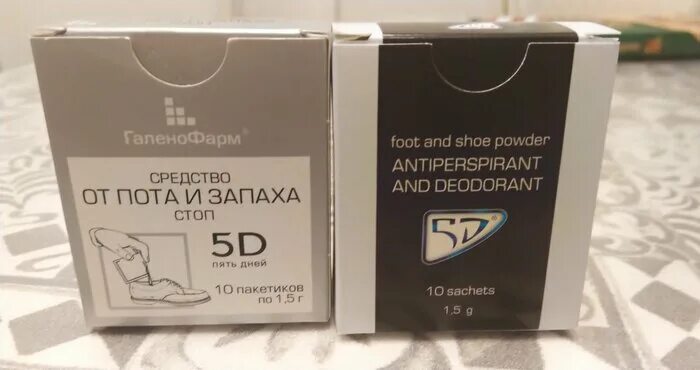 ГаленоФарм®
СРЕДСТВО
ОТ ПОТА И ЗАПАХА
СТОП
5D
пять дней
10 пакетиков
по 1,5 г
foot and shoe powder
ANTIPERSPIRANT
AND DEODORANT
5D®
10 sachets
1,5 g